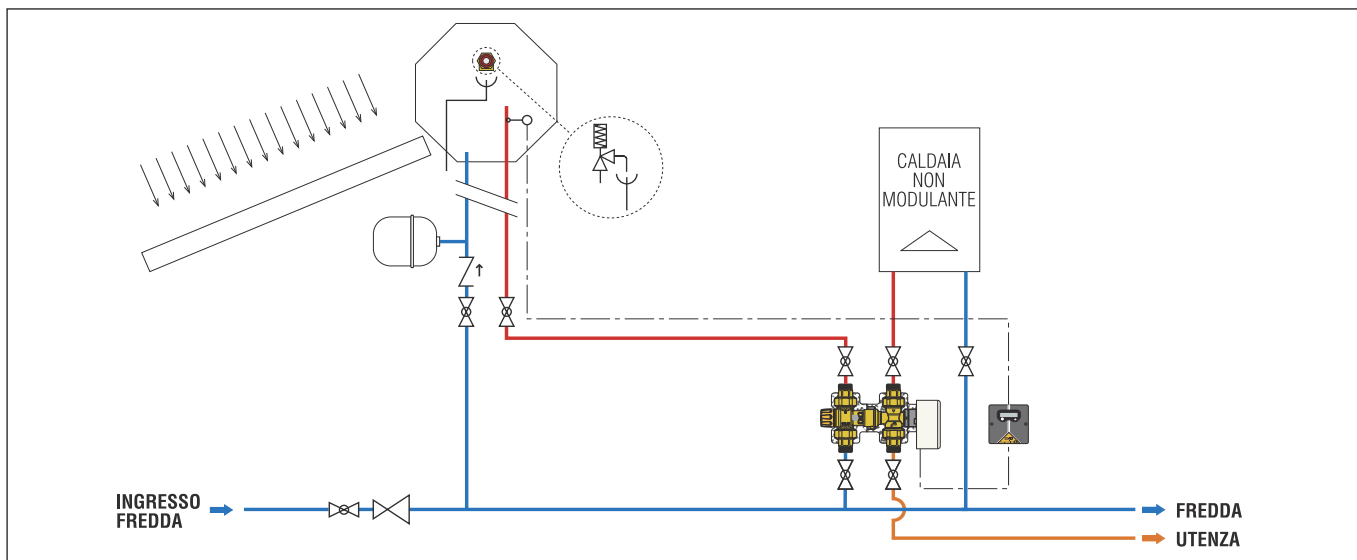 CALDAIA
NON
MODULANTE
INGRESSO
FREDDA
FREDDA
UTENZA